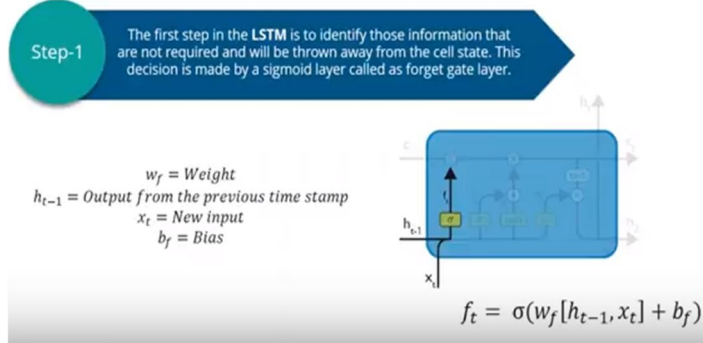 Step-1
The first step in the LSTM is to identify those information that
are not required and will be thrown away from the cell state. This
decision is made by a sigmoid layer called as forget gate layer.
w_f = Weight
h_{t-1} = Output from the previous time stamp
x_t = New input
b_f = Bias
h_t
f_t
σ
h_{t-1}
x_t
f_t = σ(w_f[h_{t-1}, x_t] + b_f)